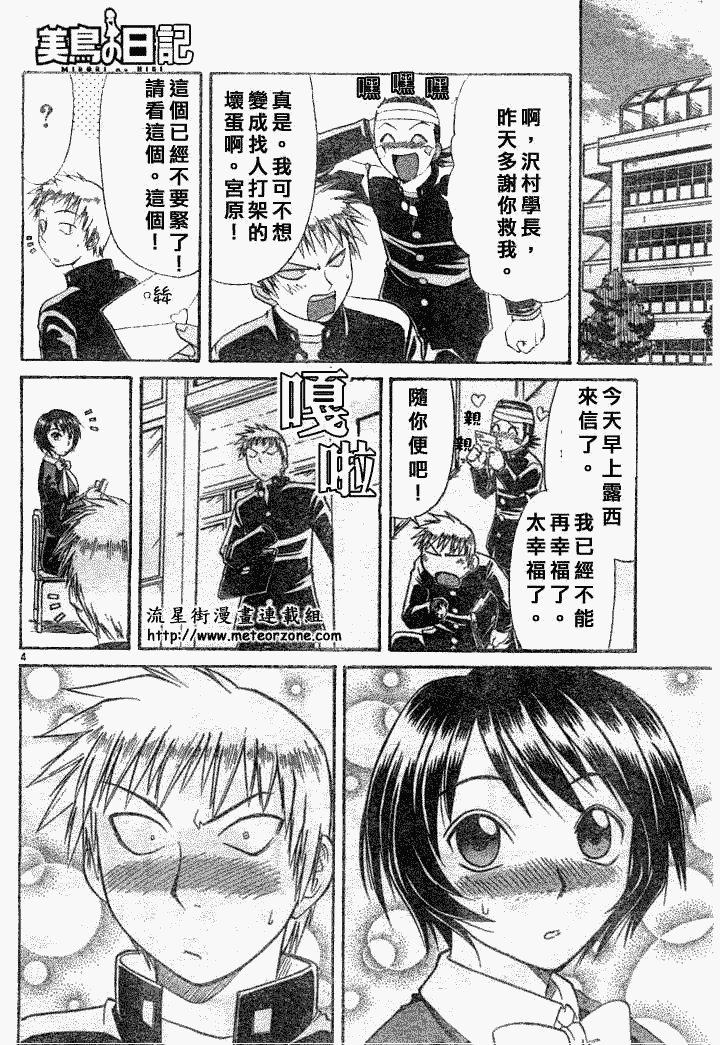 美鳥の日記
MIDORI no HIBI
啊，沢村學長，
昨天多謝你救我。
嘿嘿嘿
真是。我可不想
變成找人打架的
壞蛋啊。宮原！
這個已經不要緊了！
請看這個。這個！
？
今天早上露西
來信了。
我已經不能
再幸福了。
太幸福了。
親
親
隨你便吧！
嘎啦
流星街漫畫連載組
http://www.meteorzone.com
4